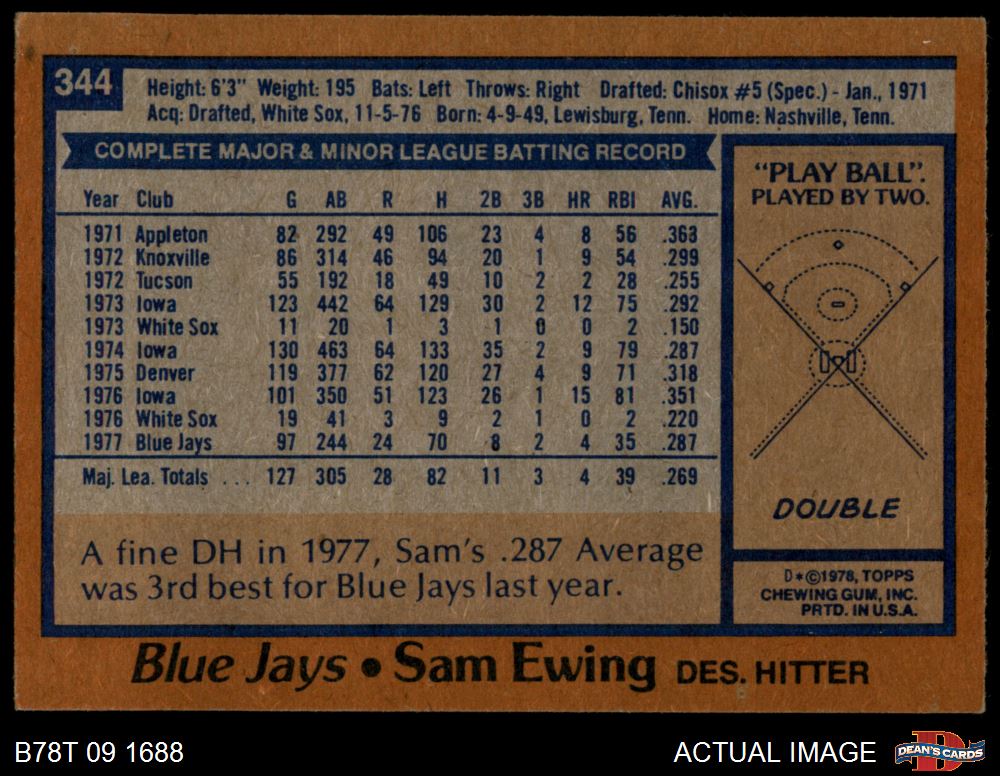 344
Height: 6'3" Weight: 195 Bats: Left Throws: Right Drafted: Chisox #5 (Spec.) - Jan., 1971
Acq: Drafted, White Sox, 11-5-76 Born: 4-9-49, Lewisburg, Tenn. Home: Nashville, Tenn.
COMPLETE MAJOR & MINOR LEAGUE BATTING RECORD
Year Club G AB R H 2B 3B HR RBI AVG.
1971 Appleton 82 292 49 106 23 4 8 56 .363
1972 Knoxville 86 314 46 94 20 1 9 54 .299
1972 Tucson 55 192 18 49 10 2 2 28 .255
1973 Iowa 123 442 64 129 30 2 12 75 .292
1973 White Sox 11 20 1 3 1 0 0 2 .150
1974 Iowa 130 463 64 133 35 2 9 79 .287
1975 Denver 119 377 62 120 27 4 9 71 .318
1976 Iowa 101 350 51 123 26 1 15 81 .351
1976 White Sox 19 41 3 9 2 1 0 2 .220
1977 Blue Jays 97 244 24 70 8 2 4 35 .287
Maj. Lea. Totals . . . 127 305 28 82 11 3 4 39 .269
A fine DH in 1977, Sam's .287 Average
was 3rd best for Blue Jays last year.
"PLAY BALL".
PLAYED BY TWO.
DOUBLE
D*©1978, TOPPS
CHEWING GUM, INC.
PRTD. IN U.S.A.
Blue Jays • Sam Ewing DES. HITTER
B78T 09 1688
ACTUAL IMAGE
DEAN'S CARDS